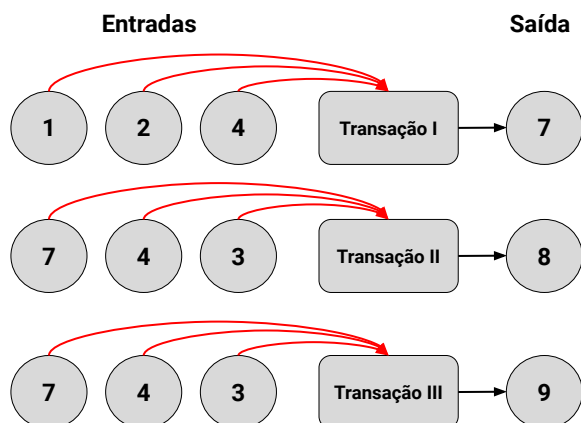 Entradas Saída
1 2 4 Transação I 7
7 4 3 Transação II 8
7 4 3 Transação III 9